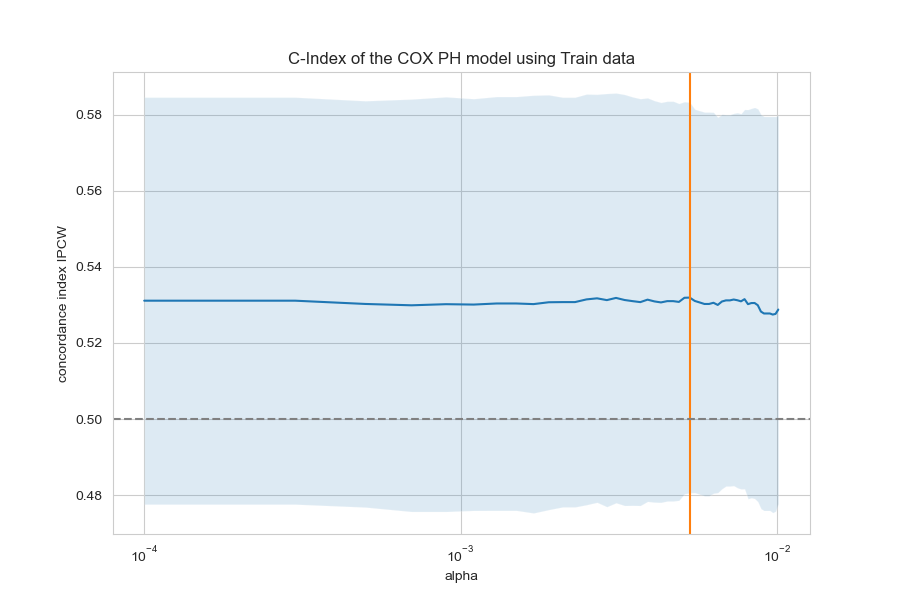 C-Index of the COX PH model using Train data
concordance index IPCW
0.58
0.56
0.54
0.52
0.50
0.48
10⁻⁴ 10⁻³ 10⁻²
alpha